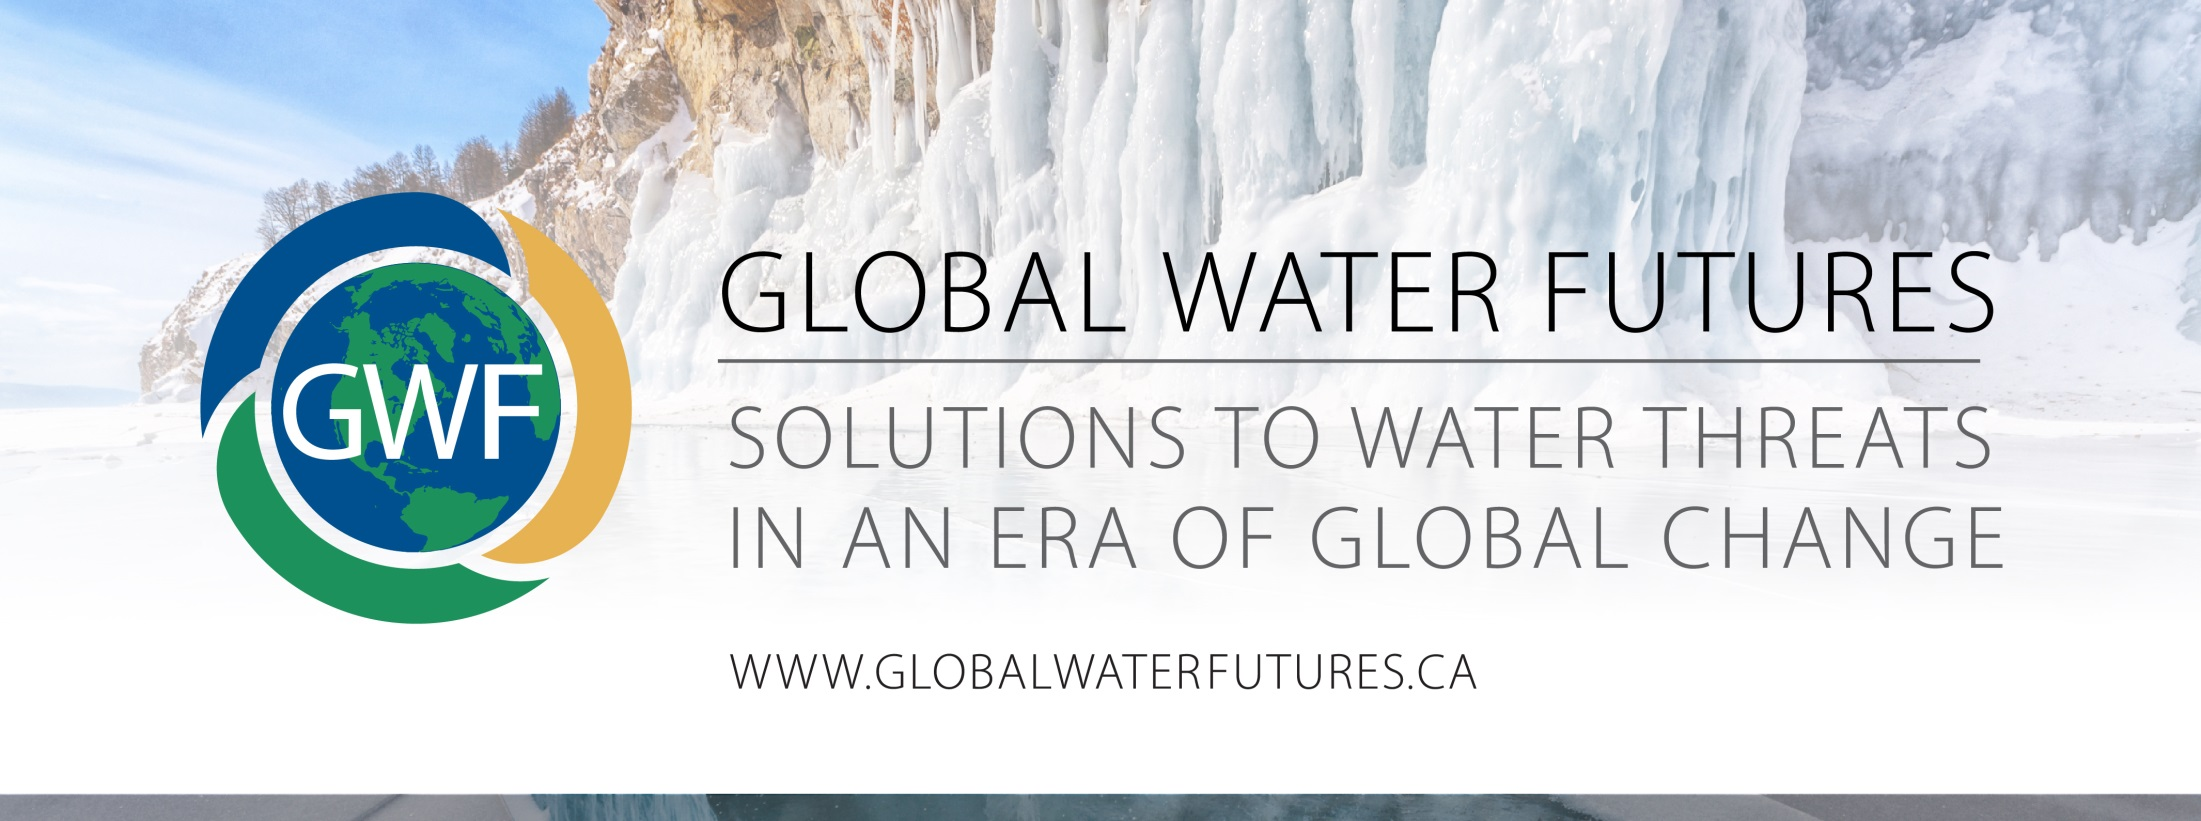 GWF
GLOBAL WATER FUTURES
SOLUTIONS TO WATER THREATS
IN AN ERA OF GLOBAL CHANGE
WWW.GLOBALWATERFUTURES.CA